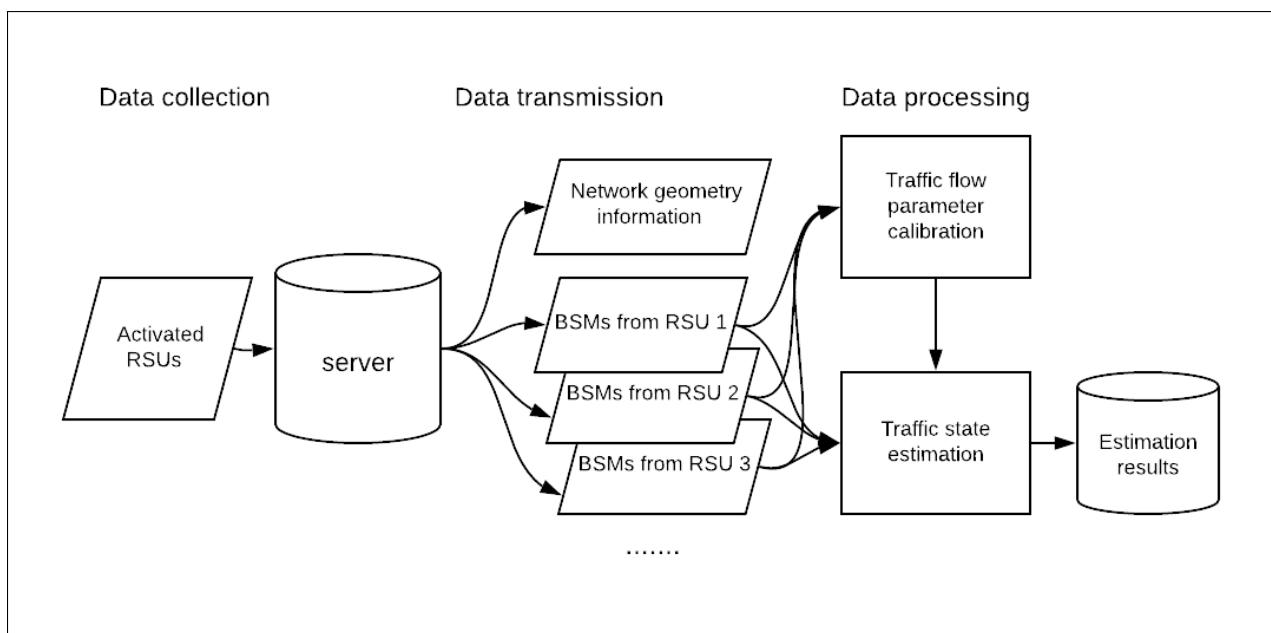 Data collection
Data transmission
Data processing
Network geometry
information
Traffic flow
parameter
calibration
Activated
RSUs
server
BSMs from RSU 1
BSMs from RSU 2
BSMs from RSU 3
.......
Traffic state
estimation
Estimation
results